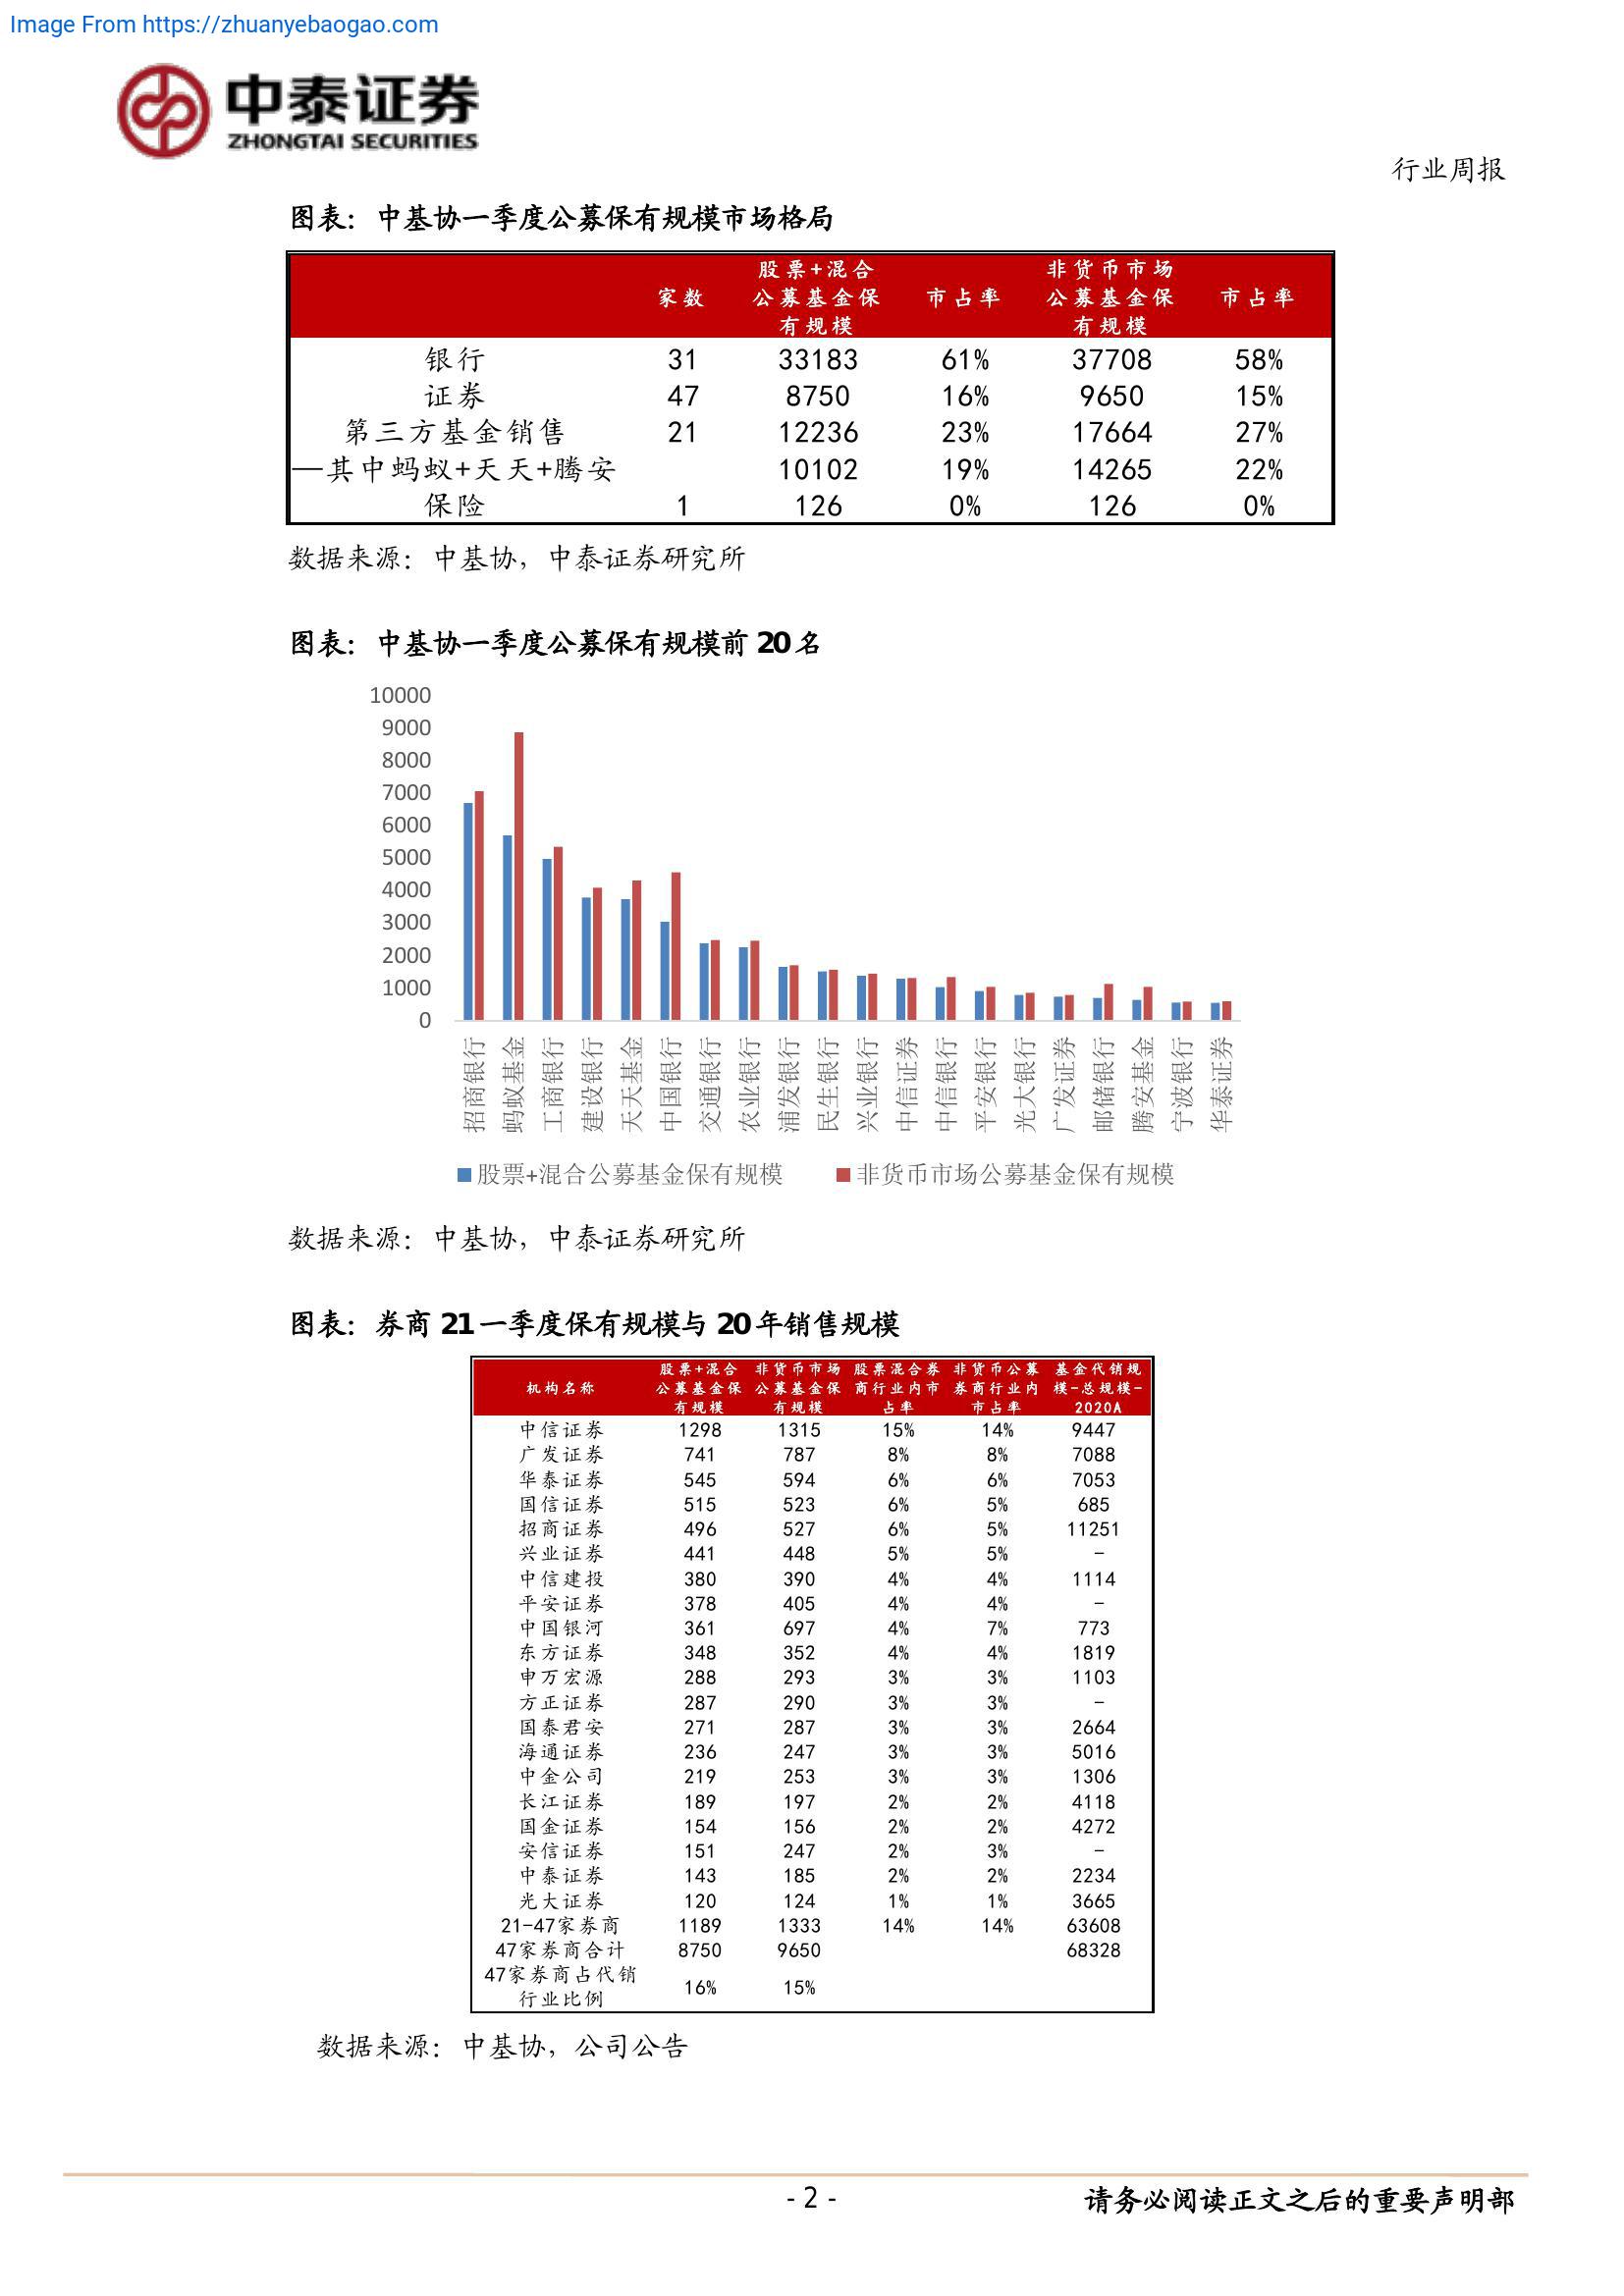 Image From https://zhuanyebaogao.com
中泰证券
ZHONGTAI SECURITIES
行业周报
图表：中基协一季度公募保有规模市场格局
家数 股票+混合公募基金保有规模 市占率 非货币市场公募基金保有规模 市占率
银行 31 33183 61% 37708 58%
证券 47 8750 16% 9650 15%
第三方基金销售 21 12236 23% 17664 27%
—其中蚂蚁+天天+腾安 10102 19% 14265 22%
保险 1 126 0% 126 0%
数据来源：中基协，中泰证券研究所
图表：中基协一季度公募保有规模前 20 名
10000
9000
8000
7000
6000
5000
4000
3000
2000
1000
0
招商银行
蚂蚁基金
工商银行
建设银行
天天基金
中国银行
交通银行
农业银行
浦发银行
民生银行
兴业银行
中信证券
中信银行
平安银行
光大银行
广发证券
邮储银行
腾安基金
宁波银行
华泰证券
股票+混合公募基金保有规模 非货币市场公募基金保有规模
数据来源：中基协，中泰证券研究所
图表：券商 21 一季度保有规模与 20 年销售规模
机构名称 股票+混合公募基金保有规模 非货币市场公募基金保有规模 股票混合券商行业内市占率 非货币公募券商行业内市占率 基金代销规模-总规模-2020A
中信证券 1298 1315 15% 14% 9447
广发证券 741 787 8% 8% 7088
华泰证券 545 594 6% 6% 7053
国信证券 515 523 6% 5% 685
招商证券 496 527 6% 5% 11251
兴业证券 441 448 5% 5% -
中信建投 380 390 4% 4% 1114
平安证券 378 405 4% 4% -
中国银河 361 697 4% 7% 773
东方证券 348 352 4% 4% 1819
申万宏源 288 293 3% 3% 1103
方正证券 287 290 3% 3% -
国泰君安 271 287 3% 3% 2664
海通证券 236 247 3% 3% 5016
中金公司 219 253 3% 3% 1306
长江证券 189 197 2% 2% 4118
国金证券 154 156 2% 2% 4272
安信证券 151 247 2% 3% -
中泰证券 143 185 2% 2% 2234
光大证券 120 124 1% 1% 3665
21-47家券商 1189 1333 14% 14% 63608
47家券商合计 8750 9650 68328
47家券商占代销行业比例 16% 15%
数据来源：中基协，公司公告
- 2 -
请务必阅读正文之后的重要声明部